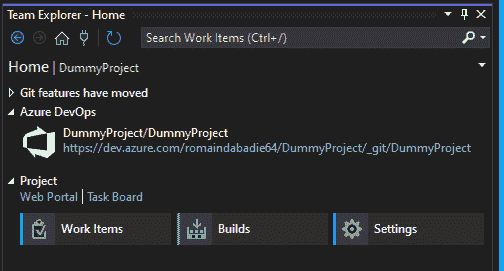 Team Explorer - Home
Search Work Items (Ctrl+/)
Home | DummyProject
Git features have moved
Azure DevOps
DummyProject/DummyProject
https://dev.azure.com/romaindabadie64/DummyProject/_git/DummyProject
Project
Web Portal | Task Board
Work Items Builds Settings